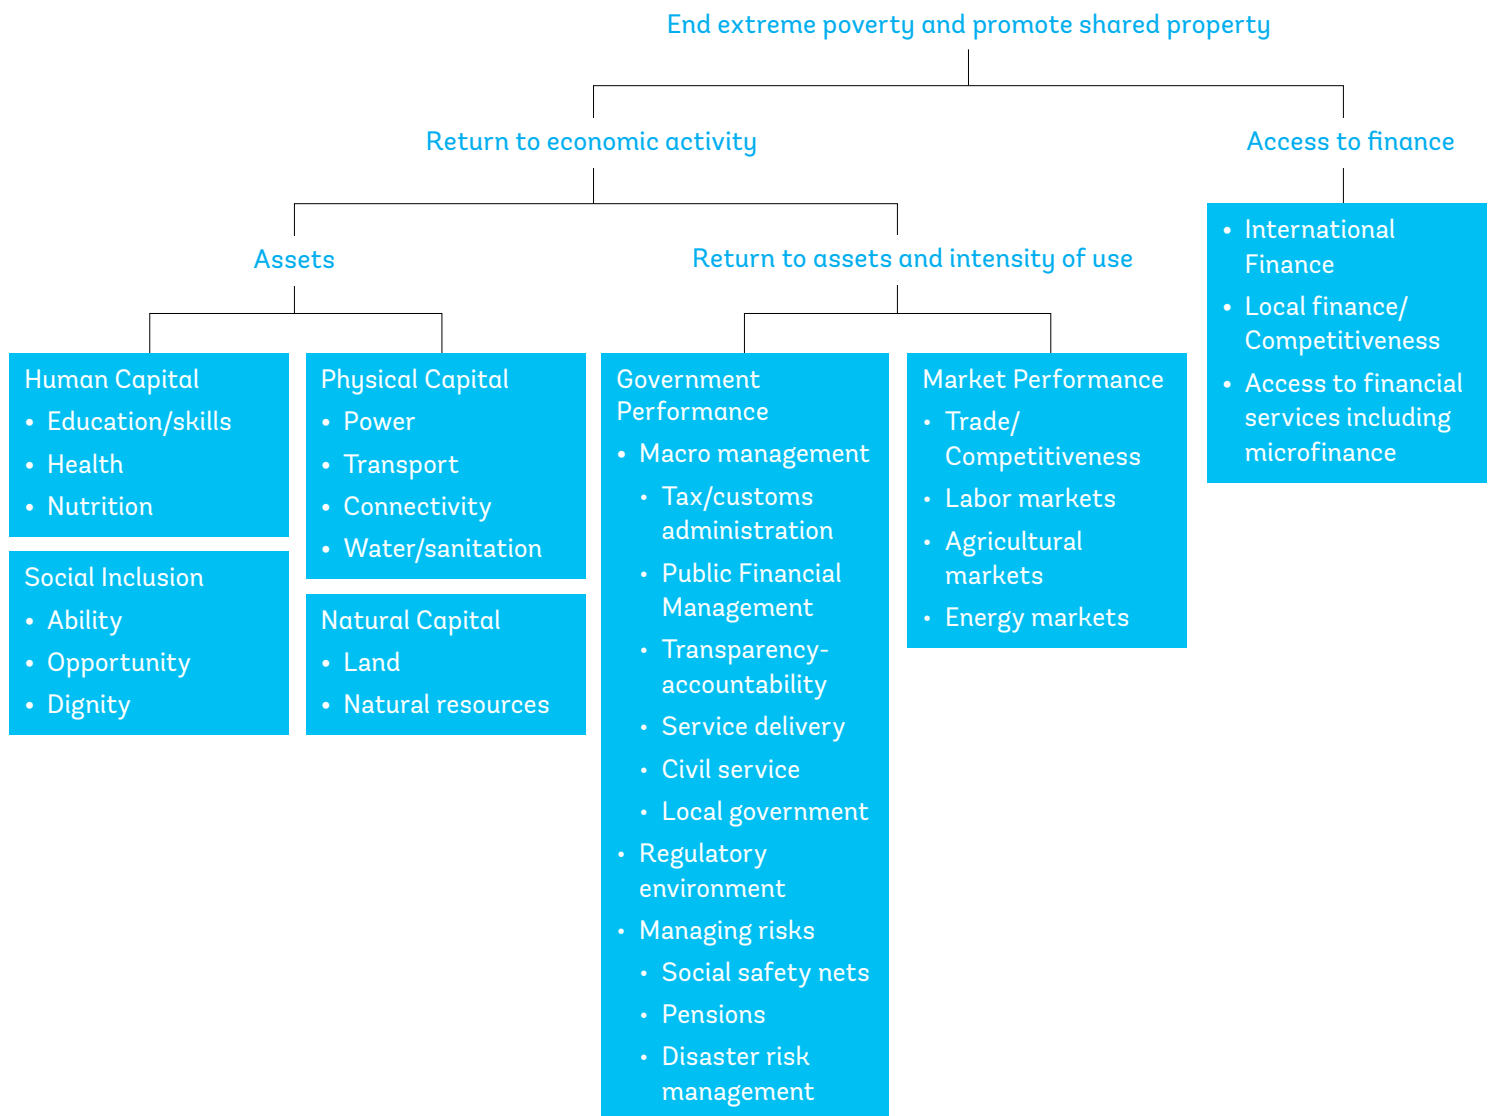 End extreme poverty and promote shared property
Return to economic activity
Access to finance
Assets
Return to assets and intensity of use
Human Capital
• Education/skills
• Health
• Nutrition
Social Inclusion
• Ability
• Opportunity
• Dignity
Physical Capital
• Power
• Transport
• Connectivity
• Water/sanitation
Natural Capital
• Land
• Natural resources
Government
Performance
• Macro management
• Tax/customs
administration
• Public Financial
Management
• Transparency-
accountability
• Service delivery
• Civil service
• Local government
• Regulatory
environment
• Managing risks
• Social safety nets
• Pensions
• Disaster risk
management
Market Performance
• Trade/
Competitiveness
• Labor markets
• Agricultural
markets
• Energy markets
• International
Finance
• Local finance/
Competitiveness
• Access to financial
services including
microfinance